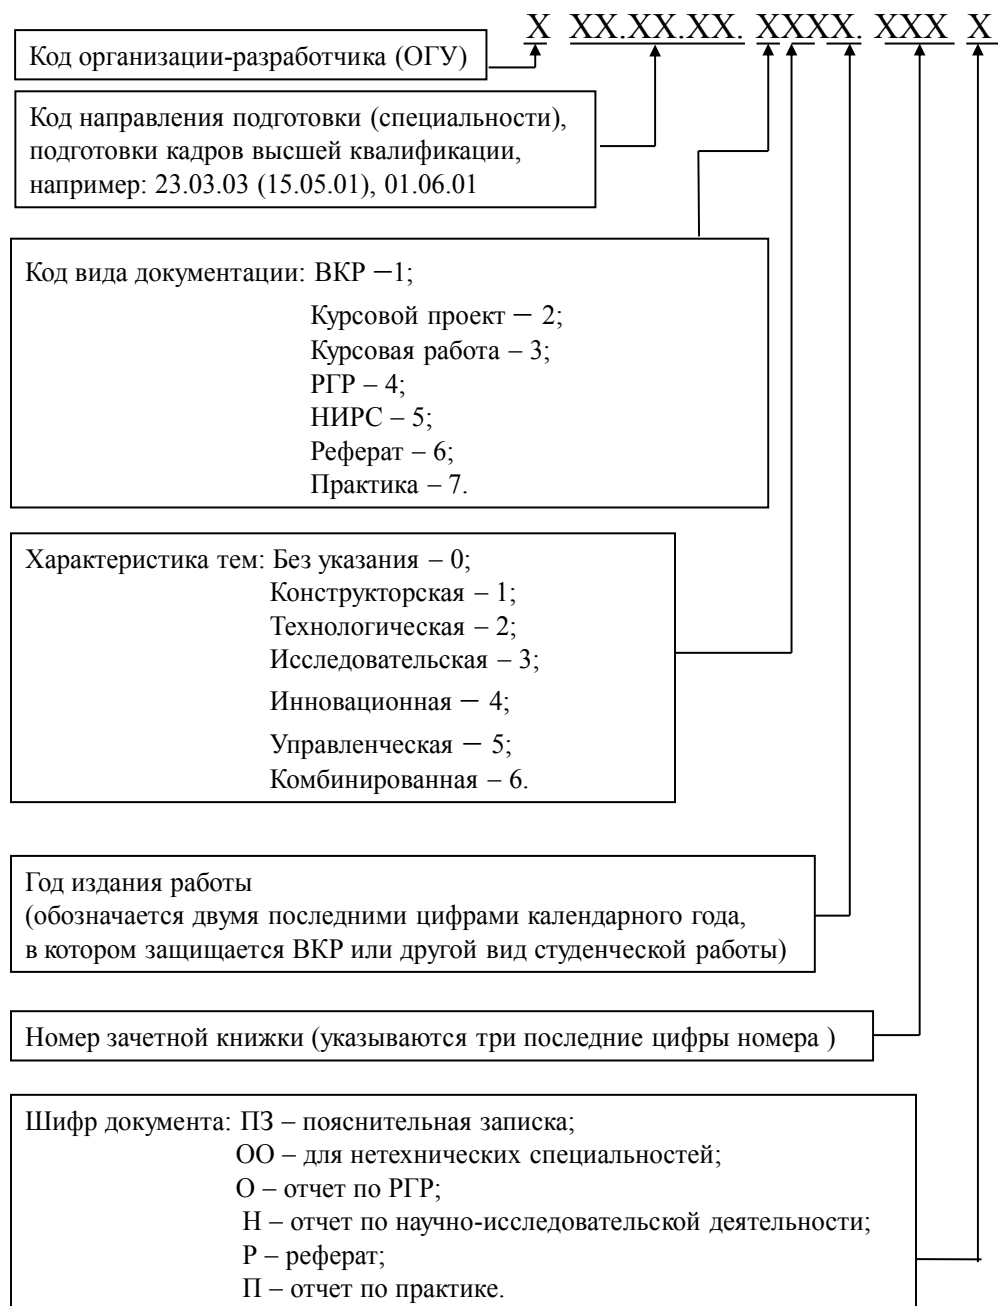 X XX.XX.XX. XXXX. XXX X
Код организации-разработчика (ОГУ)
Код направления подготовки (специальности),
подготовки кадров высшей квалификации,
например: 23.03.03 (15.05.01), 01.06.01
Код вида документации: ВКР —1;
Курсовой проект — 2;
Курсовая работа – 3;
РГР – 4;
НИРС – 5;
Реферат – 6;
Практика – 7.
Характеристика тем: Без указания – 0;
Конструкторская – 1;
Технологическая – 2;
Исследовательская – 3;
Инновационная — 4;
Управленческая — 5;
Комбинированная – 6.
Год издания работы
(обозначается двумя последними цифрами календарного года,
в котором защищается ВКР или другой вид студенческой работы)
Номер зачетной книжки (указываются три последние цифры номера )
Шифр документа: ПЗ – пояснительная записка;
ОО – для нетехнических специальностей;
О – отчет по РГР;
Н – отчет по научно-исследовательской деятельности;
Р – реферат;
П – отчет по практике.